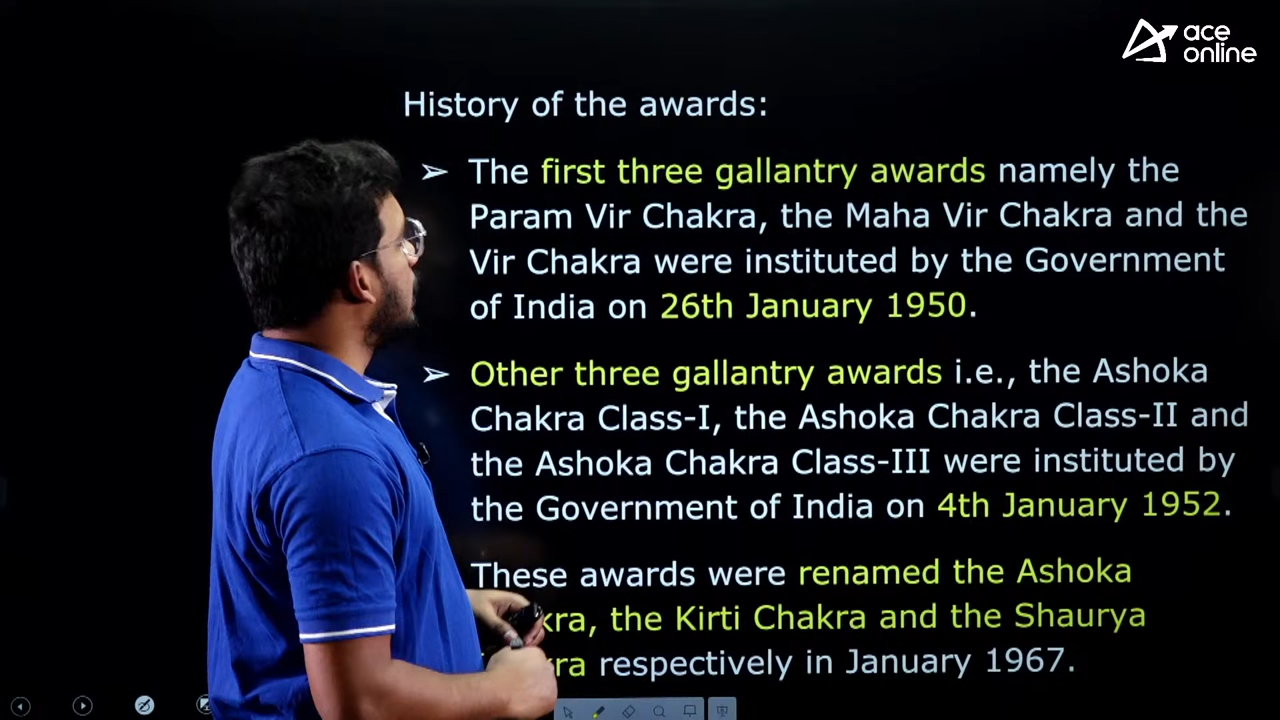 ace
online
History of the awards:
➢ The first three gallantry awards namely the
Param Vir Chakra, the Maha Vir Chakra and the
Vir Chakra were instituted by the Government
of India on 26th January 1950.
➢ Other three gallantry awards i.e., the Ashoka
Chakra Class-I, the Ashoka Chakra Class-II and
the Ashoka Chakra Class-III were instituted by
the Government of India on 4th January 1952.
These awards were renamed the Ashoka
kra, the Kirti Chakra and the Shaurya
kra respectively in January 1967.